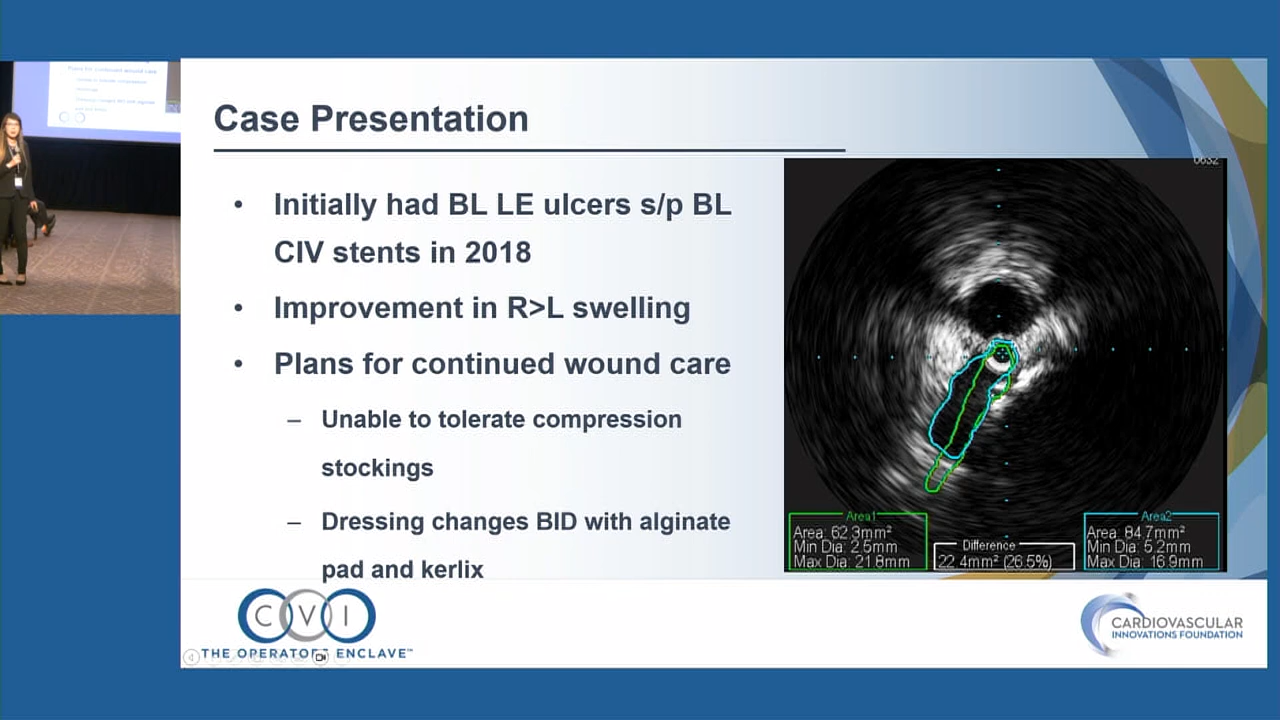 Case Presentation
• Initially had BL LE ulcers s/p BL
CIV stents in 2018
• Improvement in R>L swelling
• Plans for continued wound care
– Unable to tolerate compression
stockings
– Dressing changes BID with alginate
pad and kerlix
0632
Area1
Area: 62.3mm²
Min Dia: 2.5mm
Max Dia: 21.8mm
Difference
22.4mm² (26.5%)
Area2
Area: 84.7mm²
Min Dia: 5.2mm
Max Dia: 16.9mm
CVI
THE OPERATORS ENCLAVE™
CARDIOVASCULAR
INNOVATIONS FOUNDATION